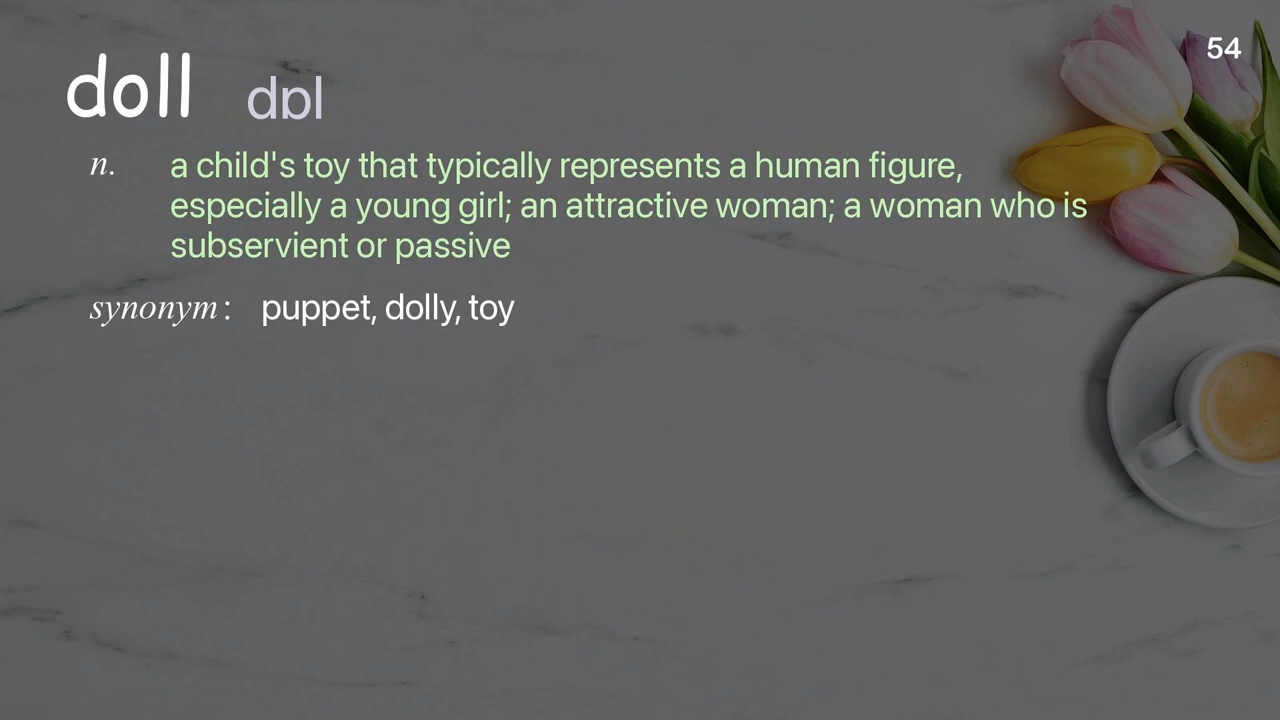 54
doll dɒl
n. a child's toy that typically represents a human figure,
especially a young girl; an attractive woman; a woman who is
subservient or passive
synonym: puppet, dolly, toy